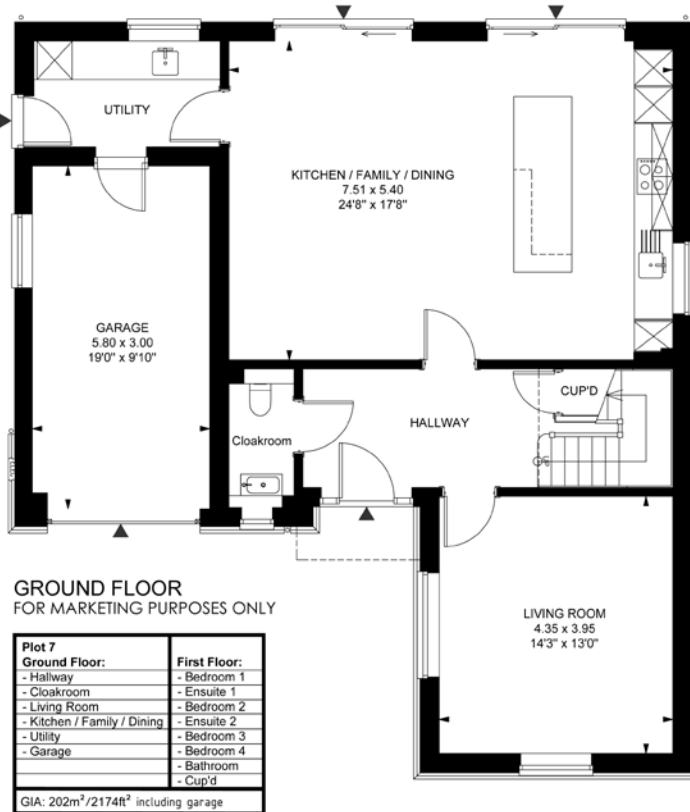 UTILITY
KITCHEN / FAMILY / DINING
7.51 x 5.40
24'8" x 17'8"
GARAGE
5.80 x 3.00
19'0" x 9'10"
CUP'D
HALLWAY
Cloakroom
LIVING ROOM
4.35 x 3.95
14'3" x 13'0"
GROUND FLOOR
FOR MARKETING PURPOSES ONLY
Plot 7
Ground Floor:
- Hallway
- Cloakroom
- Living Room
- Kitchen / Family / Dining
- Utility
- Garage
First Floor:
- Bedroom 1
- Ensuite 1
- Bedroom 2
- Ensuite 2
- Bedroom 3
- Bedroom 4
- Bathroom
- Cup'd
GIA: 202m²/2174ft² including garage